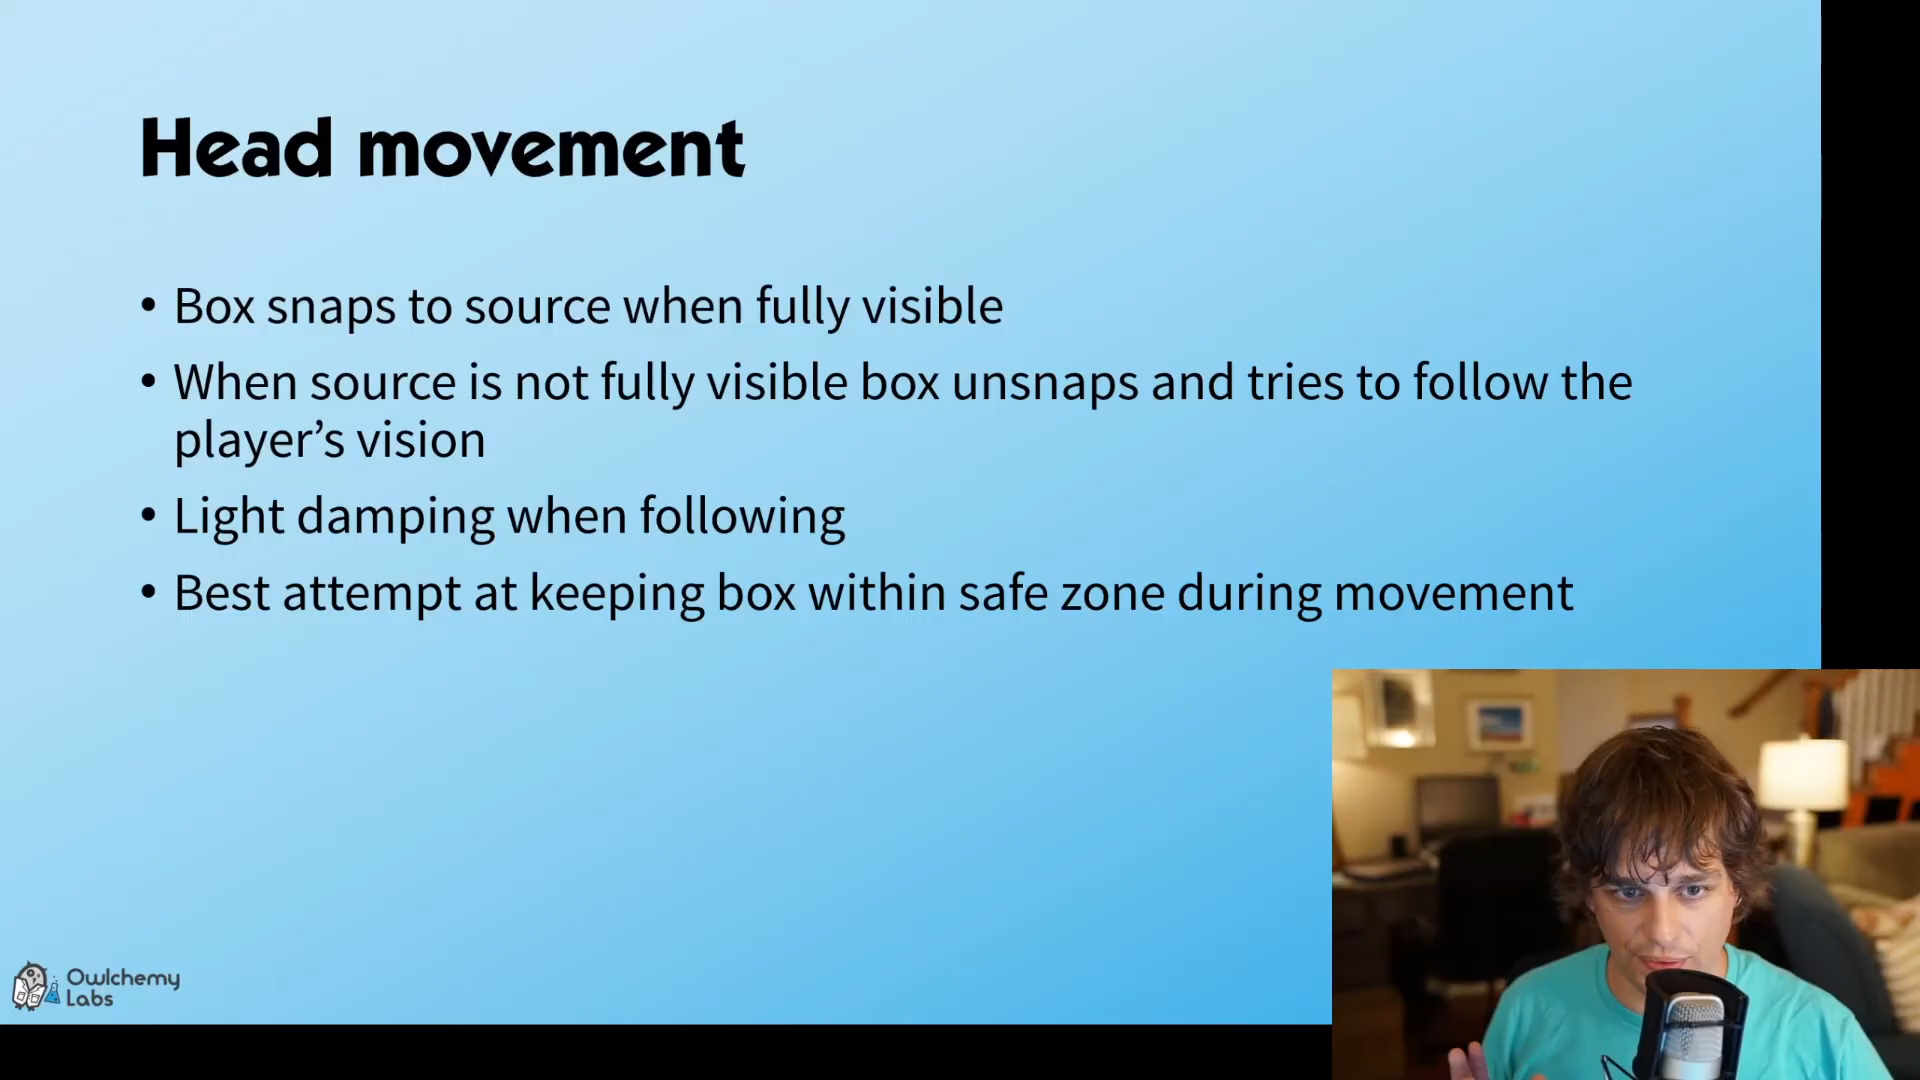 Head movement
• Box snaps to source when fully visible
• When source is not fully visible box unsnaps and tries to follow the
player’s vision
• Light damping when following
• Best attempt at keeping box within safe zone during movement
Owlchemy
Labs